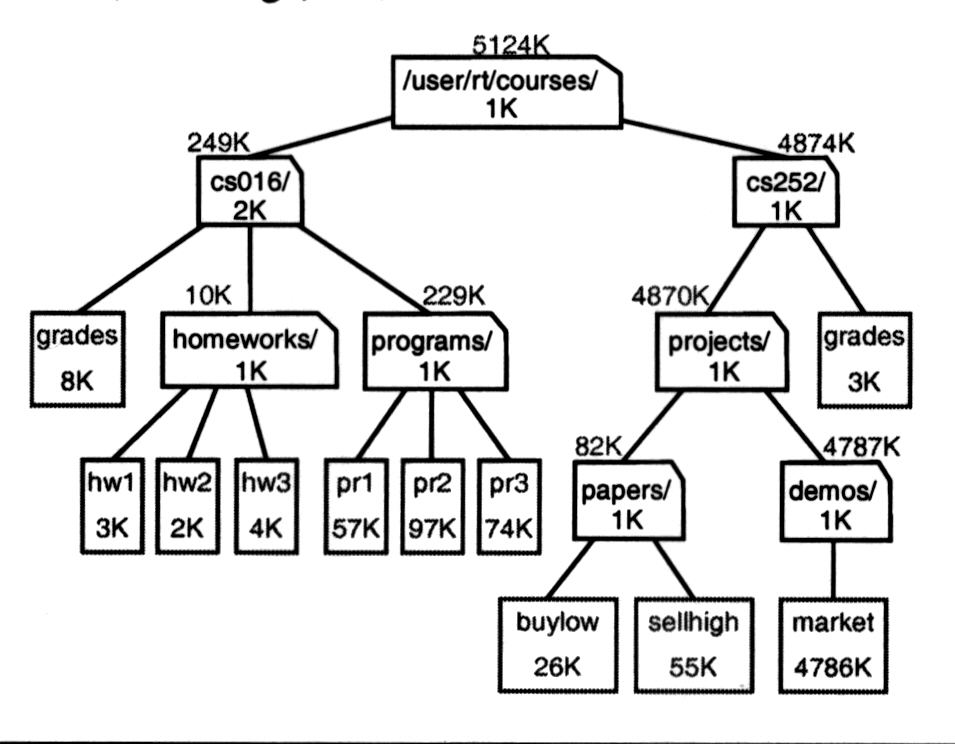 5124K
/user/rt/courses/
1K
249K
4874K
cs016/
2K
cs252/
1K
10K
229K
4870K
grades
8K
homeworks/
1K
programs/
1K
projects/
1K
grades
3K
82K
4787K
hw1
3K
hw2
2K
hw3
4K
pr1
57K
pr2
97K
pr3
74K
papers/
1K
demos/
1K
buylow
26K
sellhigh
55K
market
4786K